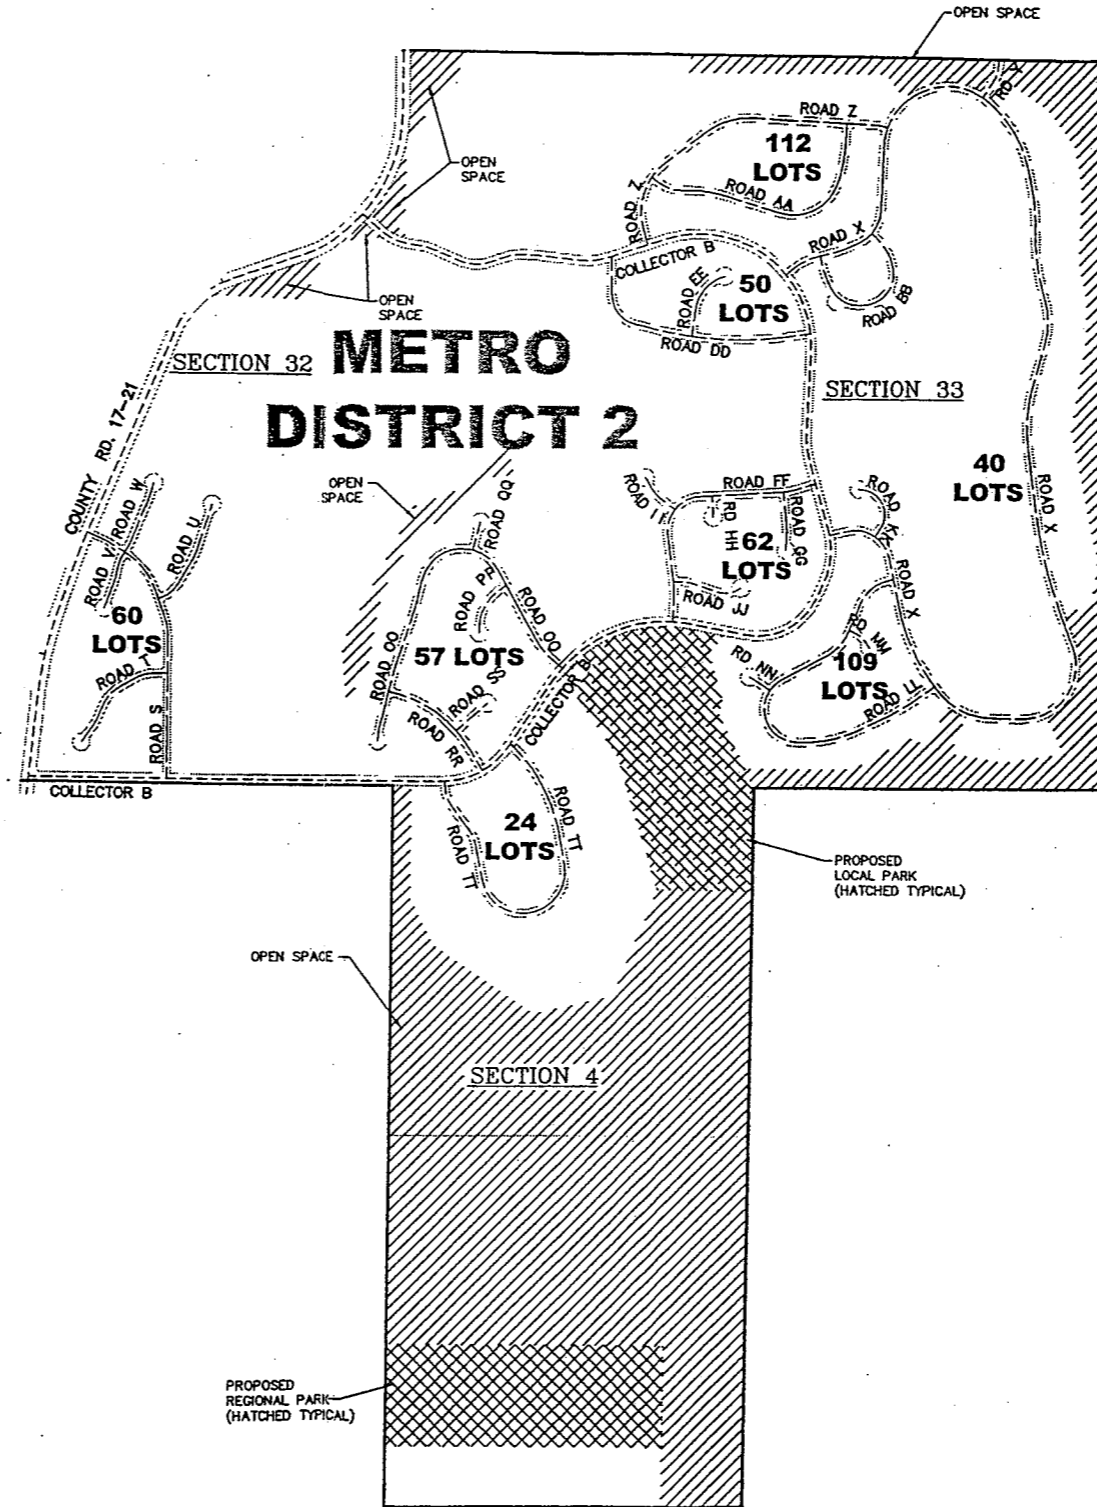 OPEN SPACE
RD Y
ROAD Z
112
LOTS
OPEN
SPACE
ROAD AA
ROAD Z
ROAD X
COLLECTOR B
ROAD EE
50
LOTS
ROAD BB
OPEN
SPACE
ROAD DD
SECTION 32
METRO
DISTRICT 2
SECTION 33
COUNTY RD. 17-21
40
LOTS
ROAD X
OPEN
SPACE
ROAD QQ
ROAD II
ROAD FF
RD HH
ROAD GG
ROAD KK
62
LOTS
ROAD JJ
ROAD W
ROAD U
ROAD V
60
LOTS
ROAD T
ROAD S
ROAD PP
ROAD OO
ROAD OO
57 LOTS
ROAD SS
ROAD RR
COLLECTOR B
ROAD X
RD MM
RD NN
109
LOTS
ROAD LL
COLLECTOR B
24
LOTS
ROAD TT
ROAD TT
PROPOSED
LOCAL PARK
(HATCHED TYPICAL)
OPEN SPACE
SECTION 4
PROPOSED
REGIONAL PARK
(HATCHED TYPICAL)